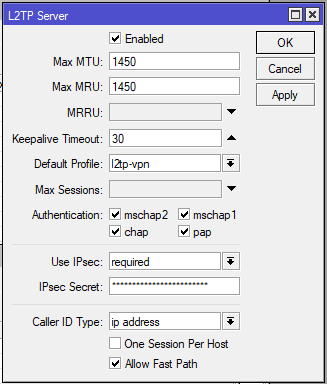 L2TP Server
Enabled
OK
Max MTU: 1450
Cancel
Max MRU: 1450
Apply
MRRU:
Keepalive Timeout: 30
Default Profile: l2tp-vpn
Max Sessions:
Authentication: mschap2 mschap1
chap pap
Use IPsec: required
IPsec Secret: ************************
Caller ID Type: ip address
One Session Per Host
Allow Fast Path